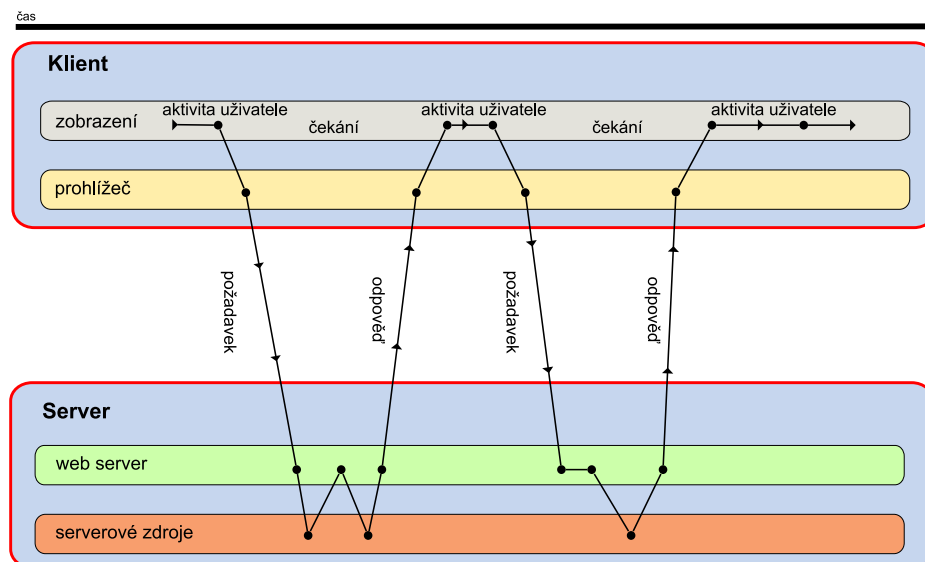 čas
Klient
zobrazení
aktivita uživatele
čekání
aktivita uživatele
čekání
aktivita uživatele
prohlížeč
požadavek
odpověď
požadavek
odpověď
Server
web server
serverové zdroje